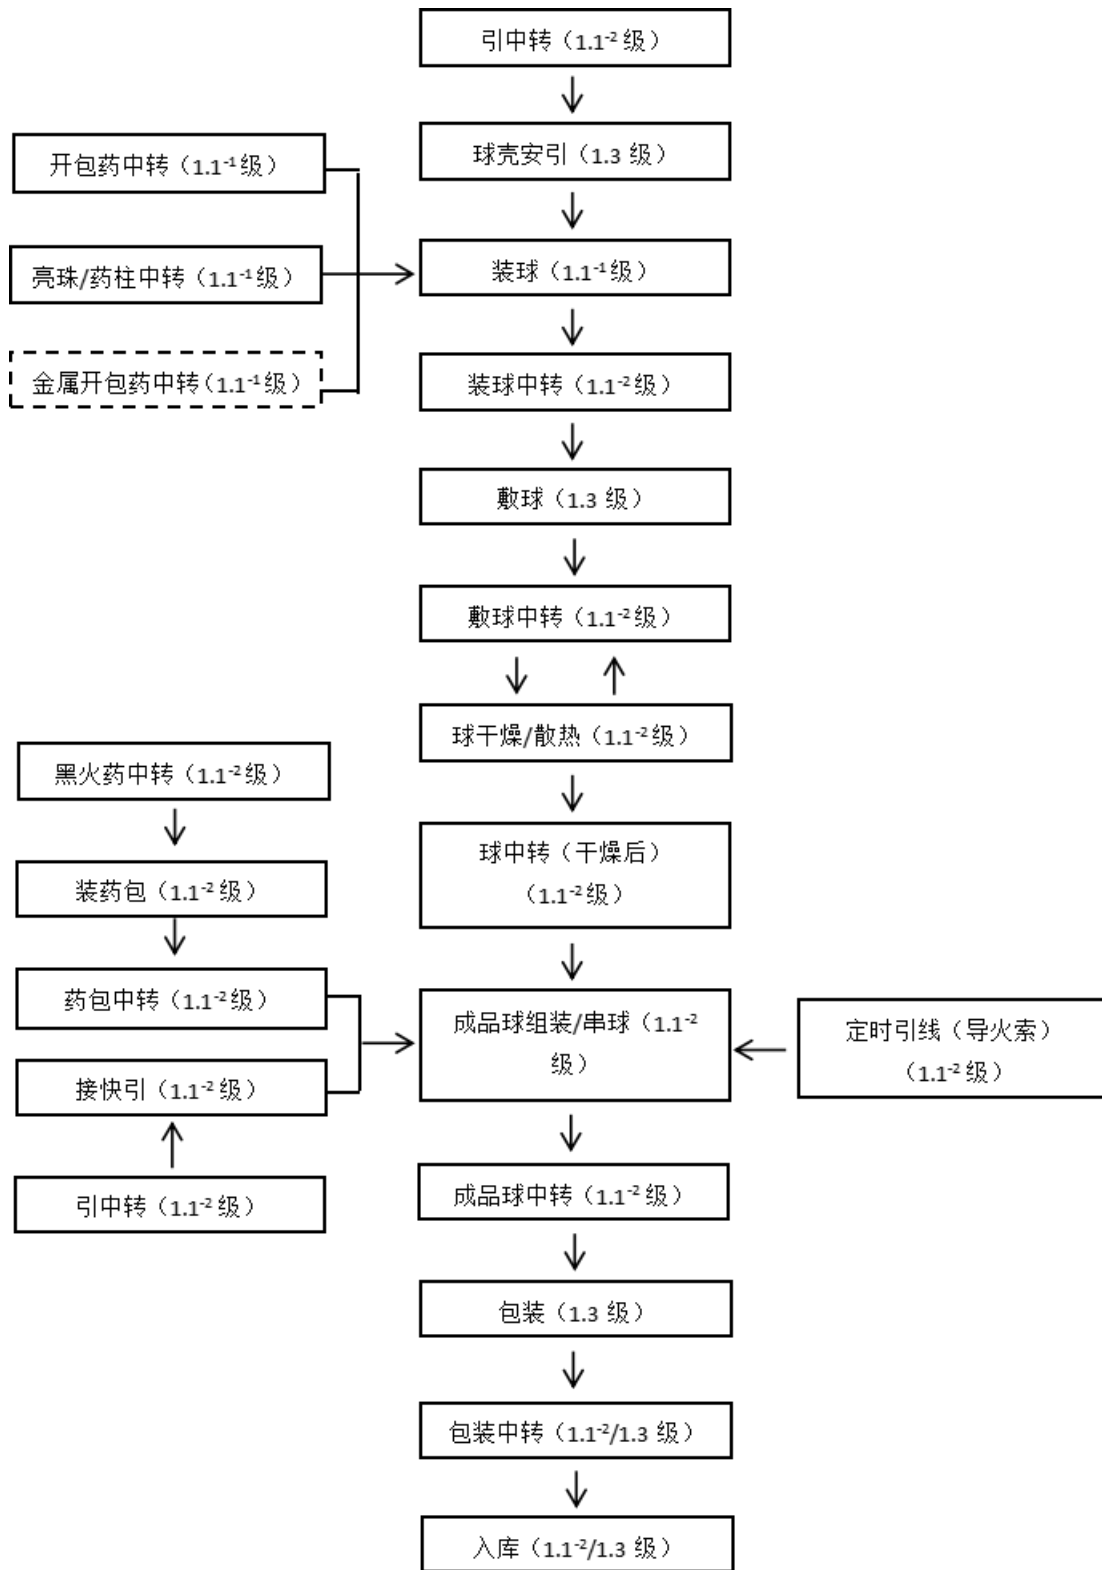 引中转（1.1⁻²级）
球壳安引（1.3 级）
开包药中转（1.1⁻¹级）
亮珠/药柱中转（1.1⁻¹级）
金属开包药中转（1.1⁻¹级）
装球（1.1⁻¹级）
装球中转（1.1⁻²级）
敷球（1.3 级）
敷球中转（1.1⁻²级）
球干燥/散热（1.1⁻²级）
球中转（干燥后）
（1.1⁻²级）
黑火药中转（1.1⁻²级）
装药包（1.1⁻²级）
药包中转（1.1⁻²级）
接快引（1.1⁻²级）
引中转（1.1⁻²级）
成品球组装/串球（1.1⁻²
级）
定时引线（导火索）
（1.1⁻²级）
成品球中转（1.1⁻²级）
包装（1.3 级）
包装中转（1.1⁻²/1.3 级）
入库（1.1⁻²/1.3 级）